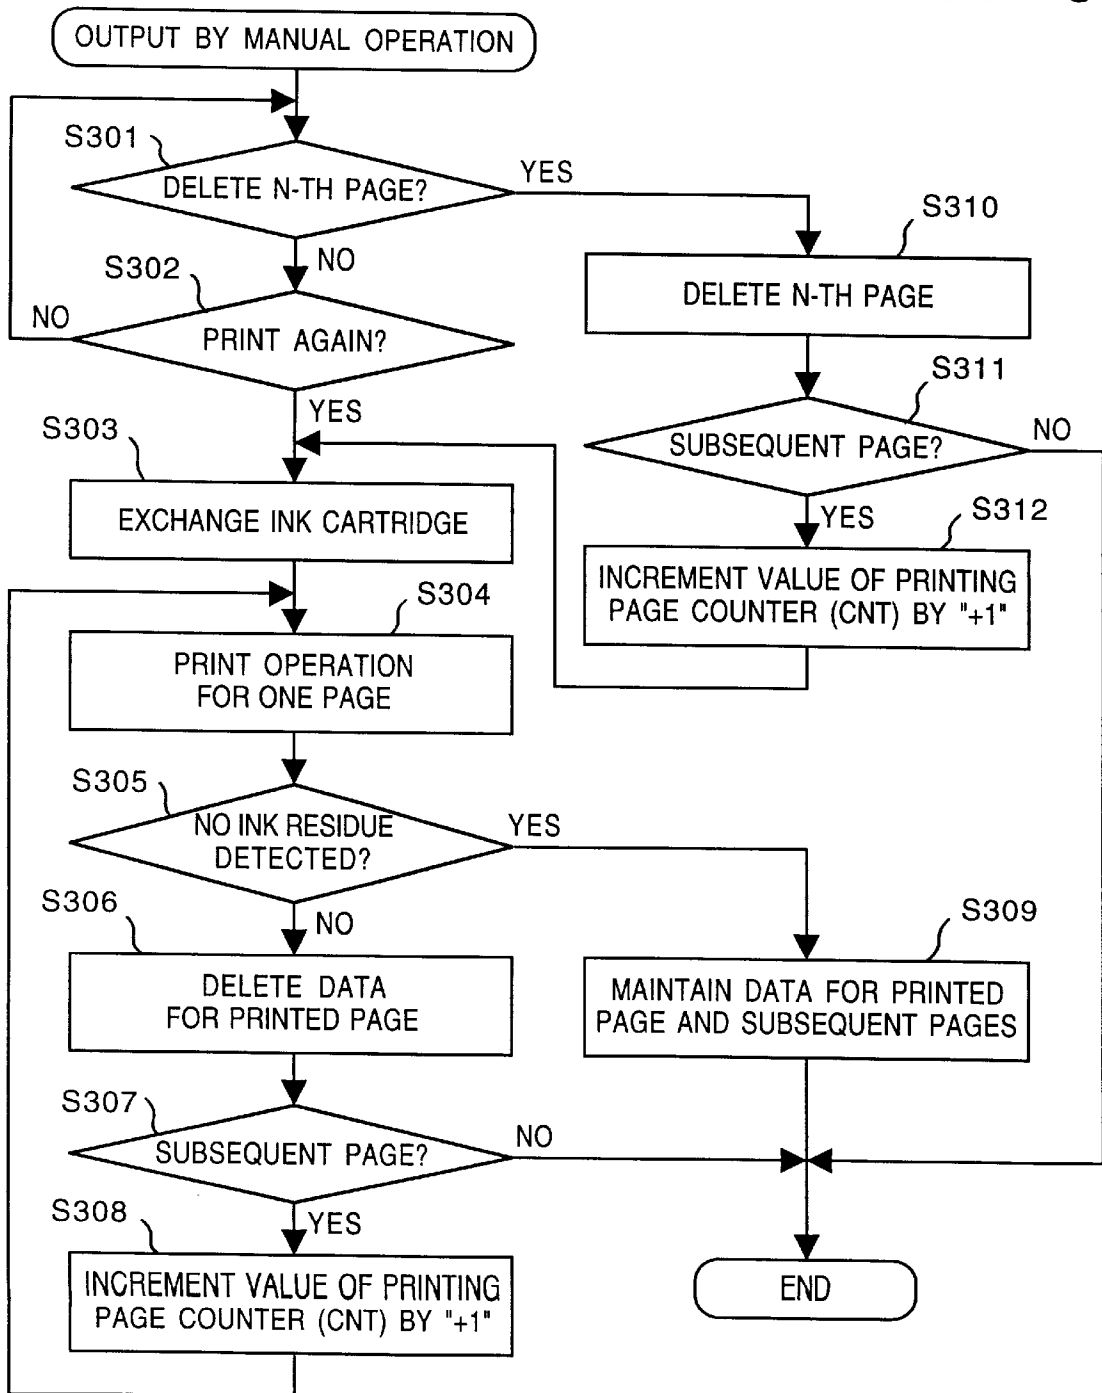 OUTPUT BY MANUAL OPERATION
S301
DELETE N-TH PAGE?
YES
NO
S302
PRINT AGAIN?
NO
YES
S303
EXCHANGE INK CARTRIDGE
S304
PRINT OPERATION
FOR ONE PAGE
S305
NO INK RESIDUE
DETECTED?
YES
NO
S306
DELETE DATA
FOR PRINTED PAGE
S307
SUBSEQUENT PAGE?
NO
YES
S308
INCREMENT VALUE OF PRINTING
PAGE COUNTER (CNT) BY "+1"
S310
DELETE N-TH PAGE
S311
SUBSEQUENT PAGE?
NO
YES
S312
INCREMENT VALUE OF PRINTING
PAGE COUNTER (CNT) BY "+1"
S309
MAINTAIN DATA FOR PRINTED
PAGE AND SUBSEQUENT PAGES
END